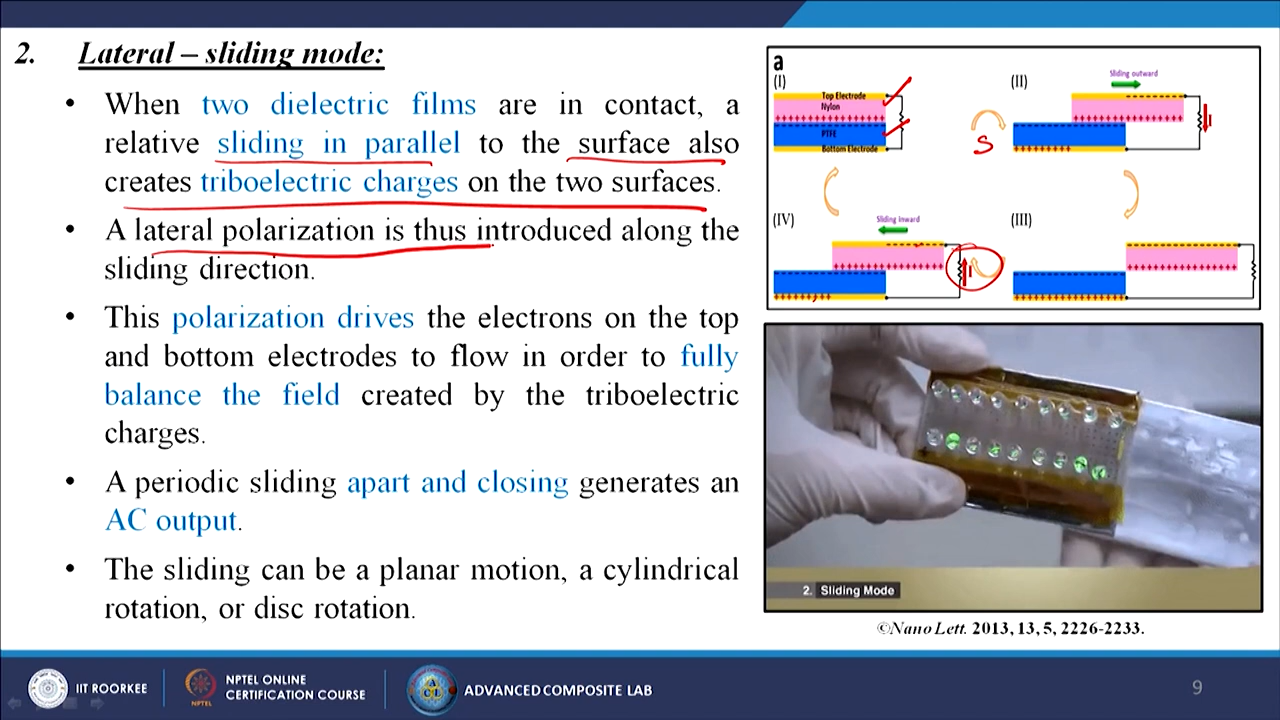 2. Lateral – sliding mode:
• When two dielectric films are in contact, a
relative sliding in parallel to the surface also
creates triboelectric charges on the two surfaces.
• A lateral polarization is thus introduced along the
sliding direction.
• This polarization drives the electrons on the top
and bottom electrodes to flow in order to fully
balance the field created by the triboelectric
charges.
• A periodic sliding apart and closing generates an
AC output.
• The sliding can be a planar motion, a cylindrical
rotation, or disc rotation.
a
(I)
Top Electrode
Nylon
PTFE
Bottom Electrode
(II)
Sliding outward
I
S
(IV)
Sliding inward
I
(III)
2. Sliding Mode
©Nano Lett. 2013, 13, 5, 2226-2233.
IIT ROORKEE
NPTEL
NPTEL ONLINE
CERTIFICATION COURSE
ACL
ADVANCED COMPOSITE LAB
9